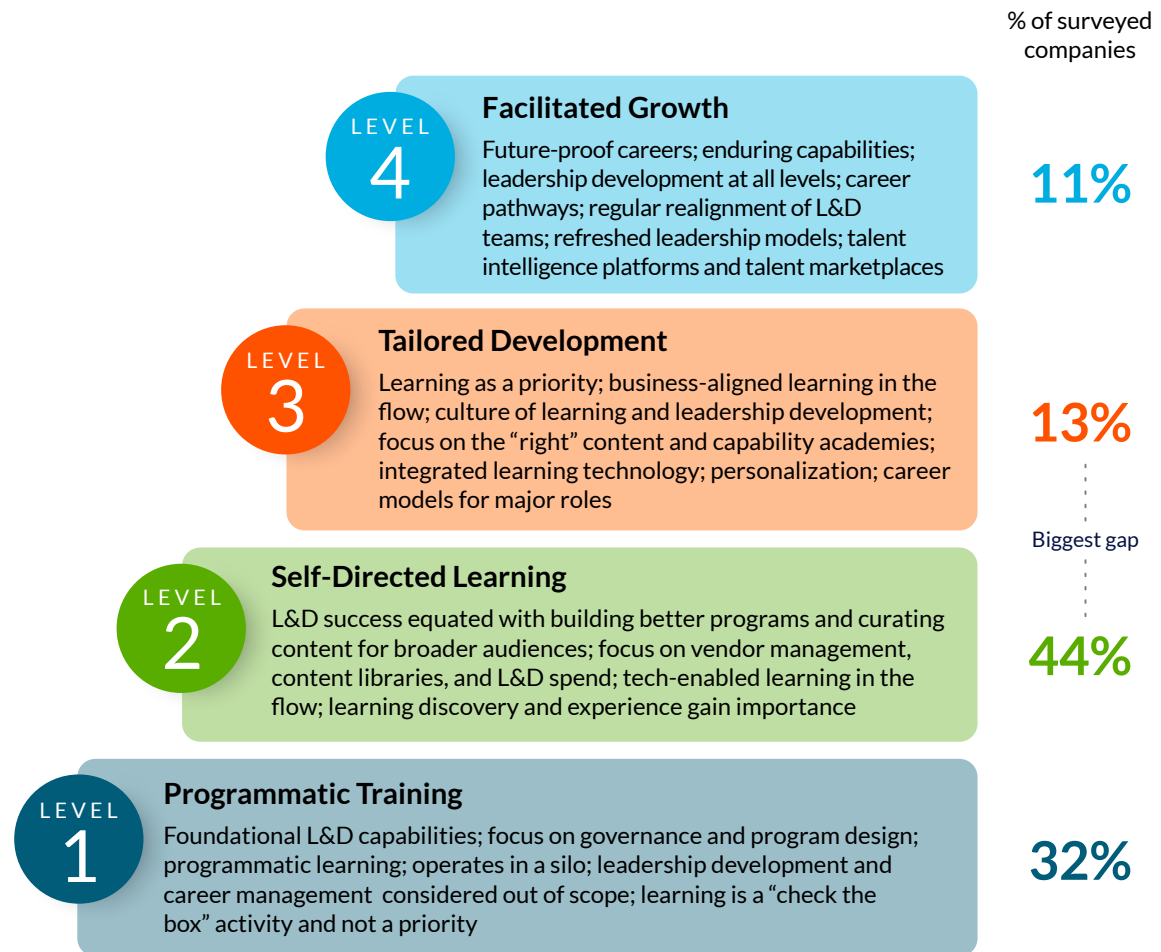 % of surveyed
companies
LEVEL
4
Facilitated Growth
Future-proof careers; enduring capabilities;
leadership development at all levels; career
pathways; regular realignment of L&D
teams; refreshed leadership models; talent
intelligence platforms and talent marketplaces
11%
LEVEL
3
Tailored Development
Learning as a priority; business-aligned learning in the
flow; culture of learning and leadership development;
focus on the “right” content and capability academies;
integrated learning technology; personalization; career
models for major roles
13%
Biggest gap
LEVEL
2
Self-Directed Learning
L&D success equated with building better programs and curating
content for broader audiences; focus on vendor management,
content libraries, and L&D spend; tech-enabled learning in the
flow; learning discovery and experience gain importance
44%
LEVEL
1
Programmatic Training
Foundational L&D capabilities; focus on governance and program design;
programmatic learning; operates in a silo; leadership development and
career management considered out of scope; learning is a “check the
box” activity and not a priority
32%